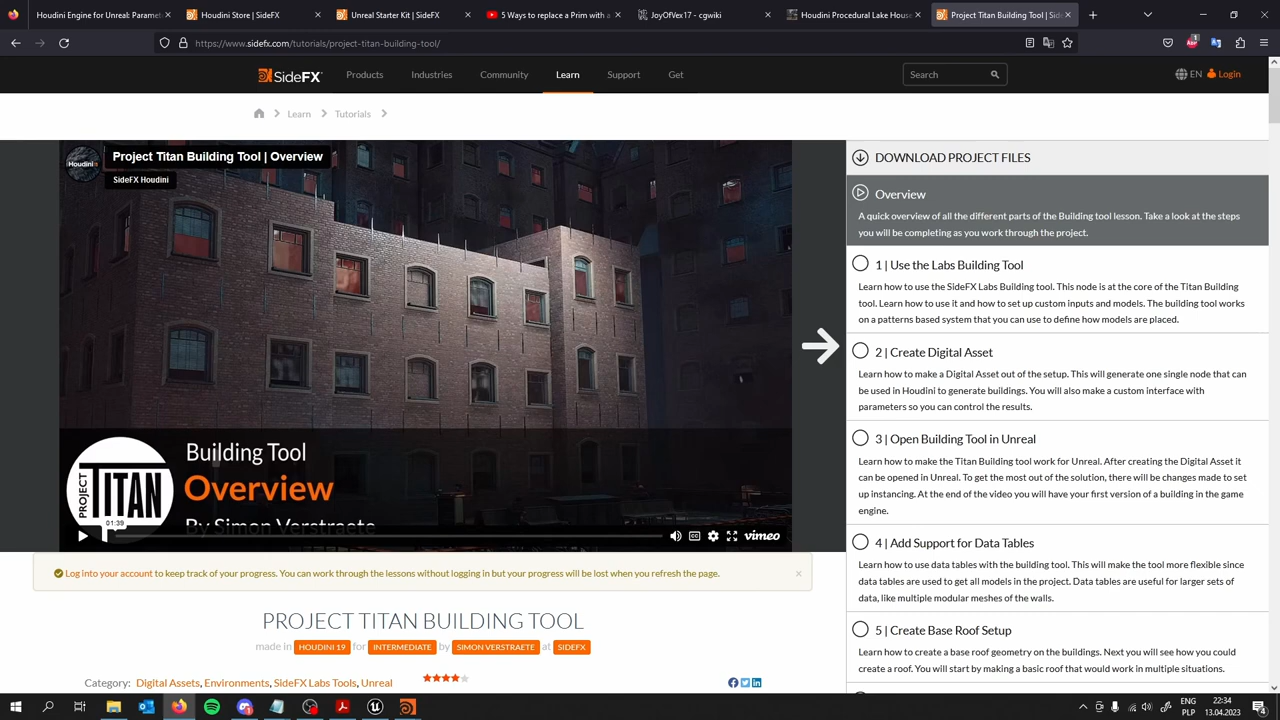 Houdini Engine for Unreal: Paramet
Houdini Store | SideFX
Unreal Starter Kit | SideFX
5 Ways to replace a Prim with a
JoyOfVex17 - cgwiki
Houdini Procedural Lake House
Project Titan Building Tool | Side
https://www.sidefx.com/tutorials/project-titan-building-tool/
SideFX
Products
Industries
Community
Learn
Support
Get
Search
EN
Login
Learn
Tutorials
Houdini
Project Titan Building Tool | Overview
SideFX Houdini
PROJECT
TITAN
Building Tool
Overview
By Simon Verstraete
01:39
CC
vimeo
DOWNLOAD PROJECT FILES
Overview
A quick overview of all the different parts of the Building tool lesson. Take a look at the steps
you will be completing as you work through the project.
1 | Use the Labs Building Tool
Learn how to use the SideFX Labs Building tool. This node is at the core of the Titan Building
tool. Learn how to use it and how to set up custom inputs and models. The building tool works
on a patterns based system that you can use to define how models are placed.
2 | Create Digital Asset
Learn how to make a Digital Asset out of the setup. This will generate one single node that can
be used in Houdini to generate buildings. You will also make a custom interface with
parameters so you can control the results.
3 | Open Building Tool in Unreal
Learn how to make the Titan Building tool work for Unreal. After creating the Digital Asset it
can be opened in Unreal. To get the most out of the solution, there will be changes made to set
up instancing. At the end of the video you will have your first version of a building in the game
engine.
4 | Add Support for Data Tables
Learn how to use data tables with the building tool. This will make the tool more flexible since
data tables are used to get all models in the project. Data tables are useful for larger sets of
data, like multiple modular meshes of the walls.
5 | Create Base Roof Setup
Learn how to create a base roof geometry on the buildings. Next you will see how you could
create a roof. You will start by making a basic roof that would work in multiple situations.
Log into your account to keep track of your progress. You can work through the lessons without logging in but your progress will be lost when you refresh the page.
PROJECT TITAN BUILDING TOOL
made in HOUDINI 19 for INTERMEDIATE by SIMON VERSTRAETE at SIDEFX
Category: Digital Assets, Environments, SideFX Labs Tools, Unreal
ENG
PLP
22:34
13.04.2023